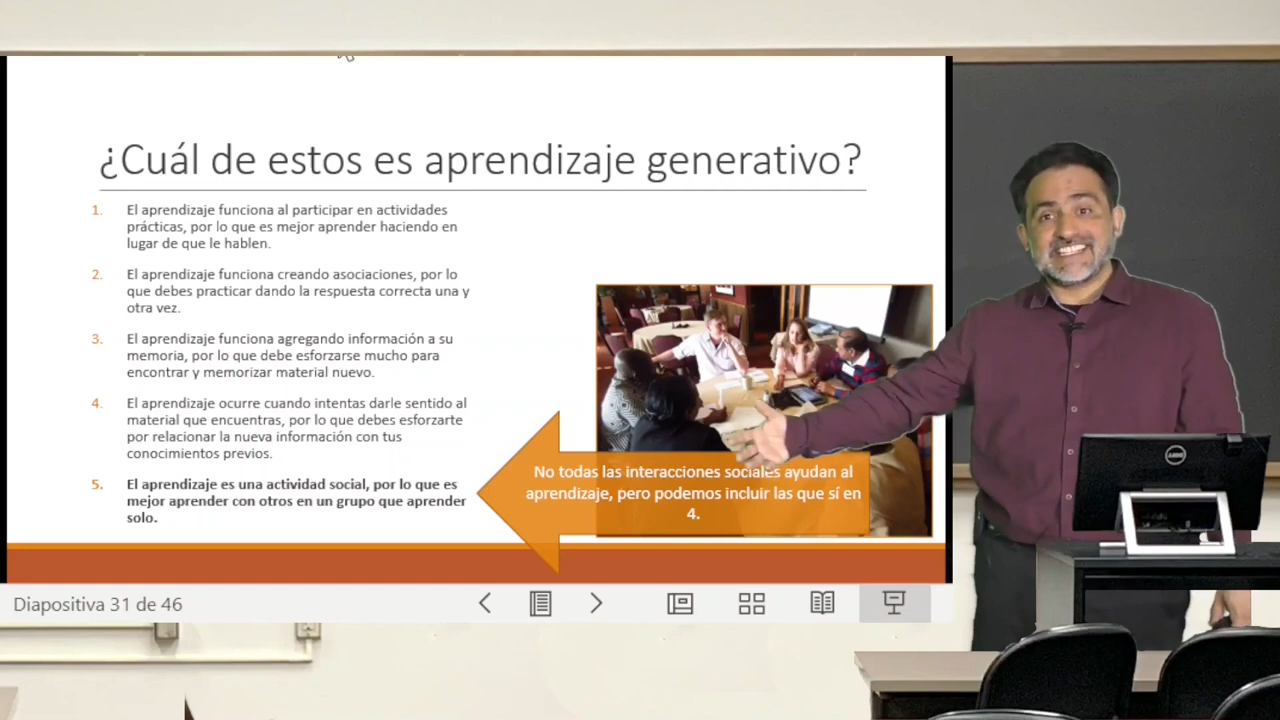 ¿Cuál de estos es aprendizaje generativo?
1. El aprendizaje funciona al participar en actividades
prácticas, por lo que es mejor aprender haciendo en
lugar de que le hablen.
2. El aprendizaje funciona creando asociaciones, por lo
que debes practicar dando la respuesta correcta una y
otra vez.
3. El aprendizaje funciona agregando información a su
memoria, por lo que debe esforzarse mucho para
encontrar y memorizar material nuevo.
4. El aprendizaje ocurre cuando intentas darle sentido al
material que encuentras, por lo que debes esforzarte
por relacionar la nueva información con tus
conocimientos previos.
5. El aprendizaje es una actividad social, por lo que es
mejor aprender con otros en un grupo que aprender
solo.
No todas las interacciones sociales ayudan al
aprendizaje, pero podemos incluir las que sí en
4.
DELL
Diapositiva 31 de 46